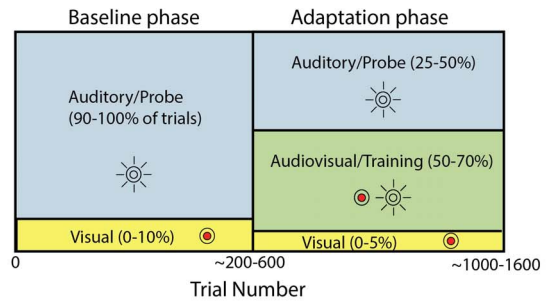 Baseline phase
Adaptation phase
Auditory/Probe
(90-100% of trials)
Visual (0-10%)
Auditory/Probe (25-50%)
Audiovisual/Training (50-70%)
Visual (0-5%)
0
~200-600
~1000-1600
Trial Number